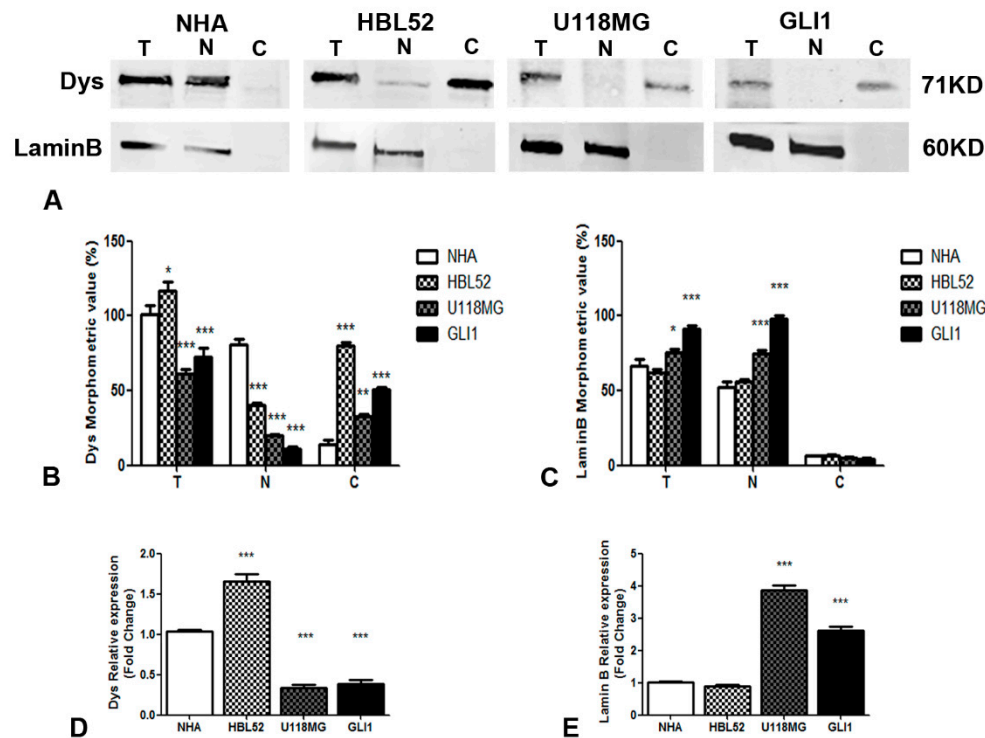 NHA HBL52 U118MG GLI1
T N C T N C T N C T N C
Dys 71KD
LaminB 60KD
A
Dys Morphometric value (%)
150
100
50
0
* *** *** *** *** *** *** ** ***
T N C
NHA
HBL52
U118MG
GLI1
B
LaminB Morphometric value (%)
150
100
50
0
* *** *** ***
T N C
NHA
HBL52
U118MG
GLI1
C
Dys Relative expression
(Fold Change)
2.0
1.5
1.0
0.5
0.0
*** *** ***
NHA HBL52 U118MG GLI1
D
Lamin B Relative expression
(Fold Change)
5
4
3
2
1
0
*** ***
NHA HBL52 U118MG GLI1
E